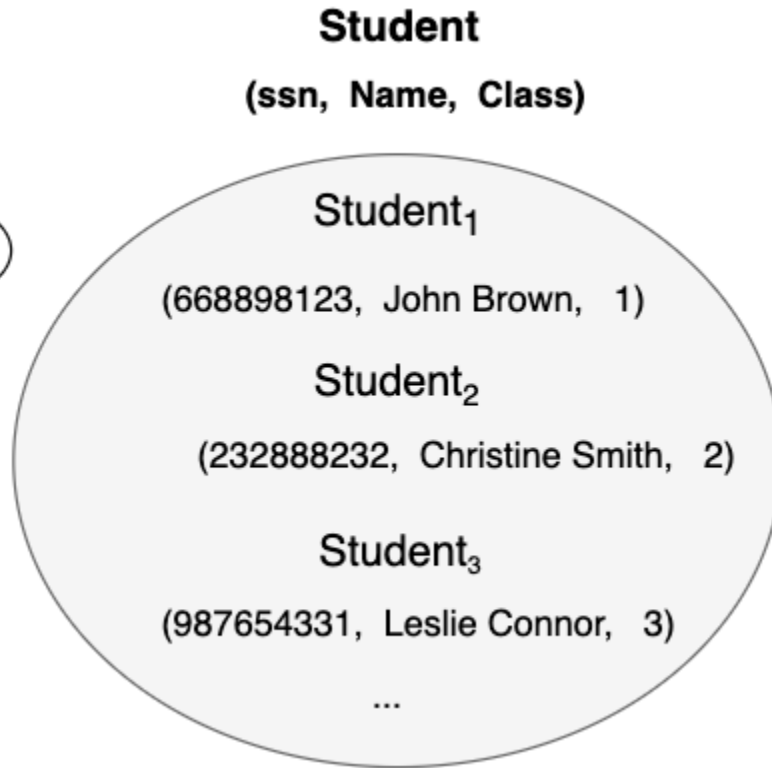 Student
(ssn, Name, Class)
Student₁
(668898123, John Brown, 1)
Student₂
(232888232, Christine Smith, 2)
Student₃
(987654331, Leslie Connor, 3)
...